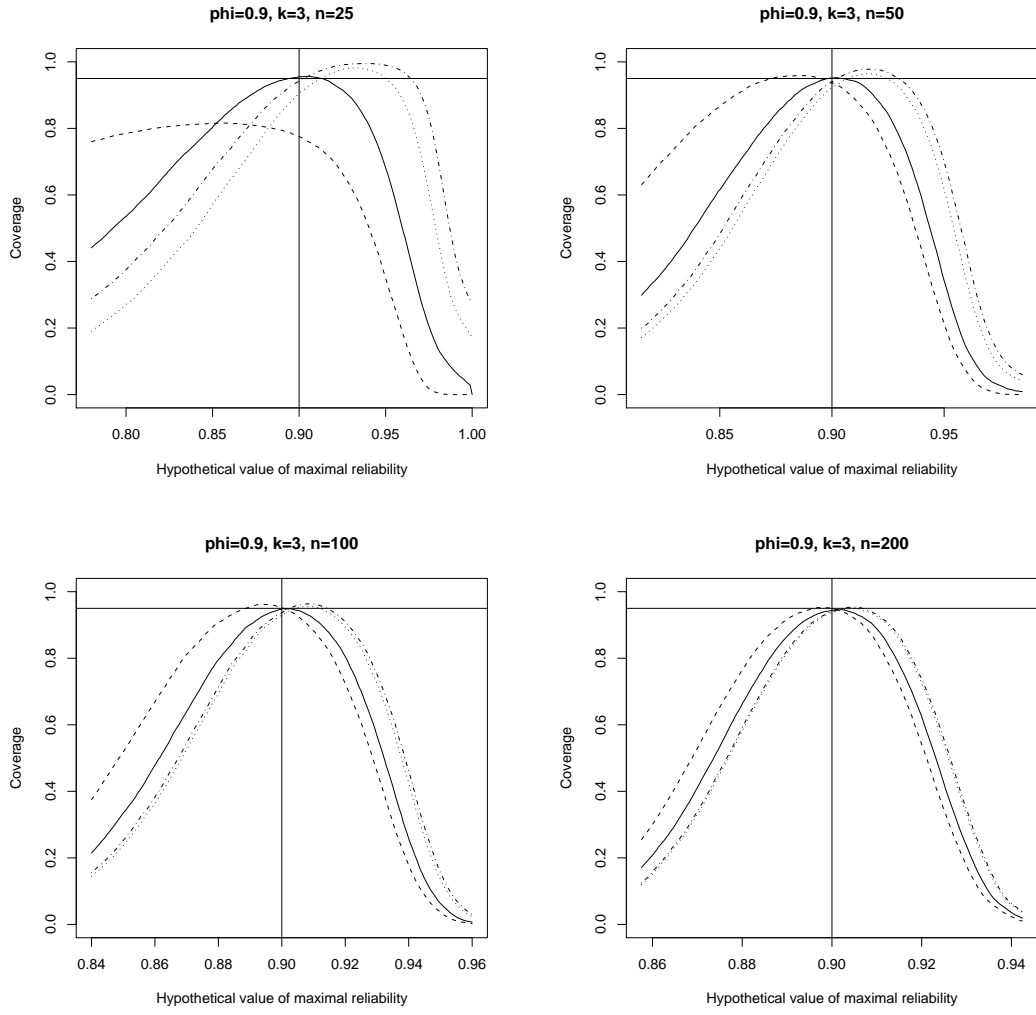 phi=0.9, k=3, n=25
Coverage
0.0 0.2 0.4 0.6 0.8 1.0
0.80 0.85 0.90 0.95 1.00
Hypothetical value of maximal reliability
phi=0.9, k=3, n=50
Coverage
0.0 0.2 0.4 0.6 0.8 1.0
0.85 0.90 0.95
Hypothetical value of maximal reliability
phi=0.9, k=3, n=100
Coverage
0.0 0.2 0.4 0.6 0.8 1.0
0.84 0.86 0.88 0.90 0.92 0.94 0.96
Hypothetical value of maximal reliability
phi=0.9, k=3, n=200
Coverage
0.0 0.2 0.4 0.6 0.8 1.0
0.86 0.88 0.90 0.92 0.94
Hypothetical value of maximal reliability